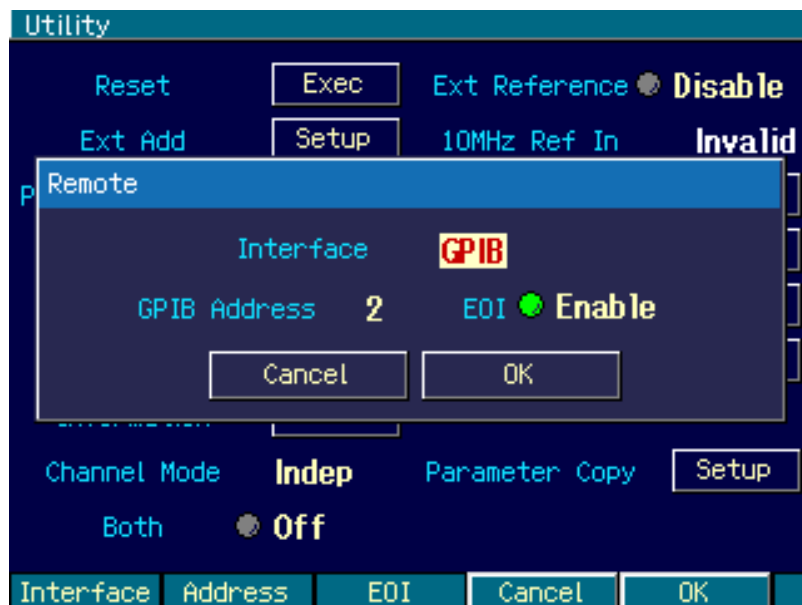 Utility
Reset Exec Ext Reference Disable
Ext Add Setup 10MHz Ref In Invalid
Remote
Interface GPIB
GPIB Address 2 EOI Enable
Cancel OK
Channel Mode Indep Parameter Copy Setup
Both Off
Interface Address EOI Cancel OK